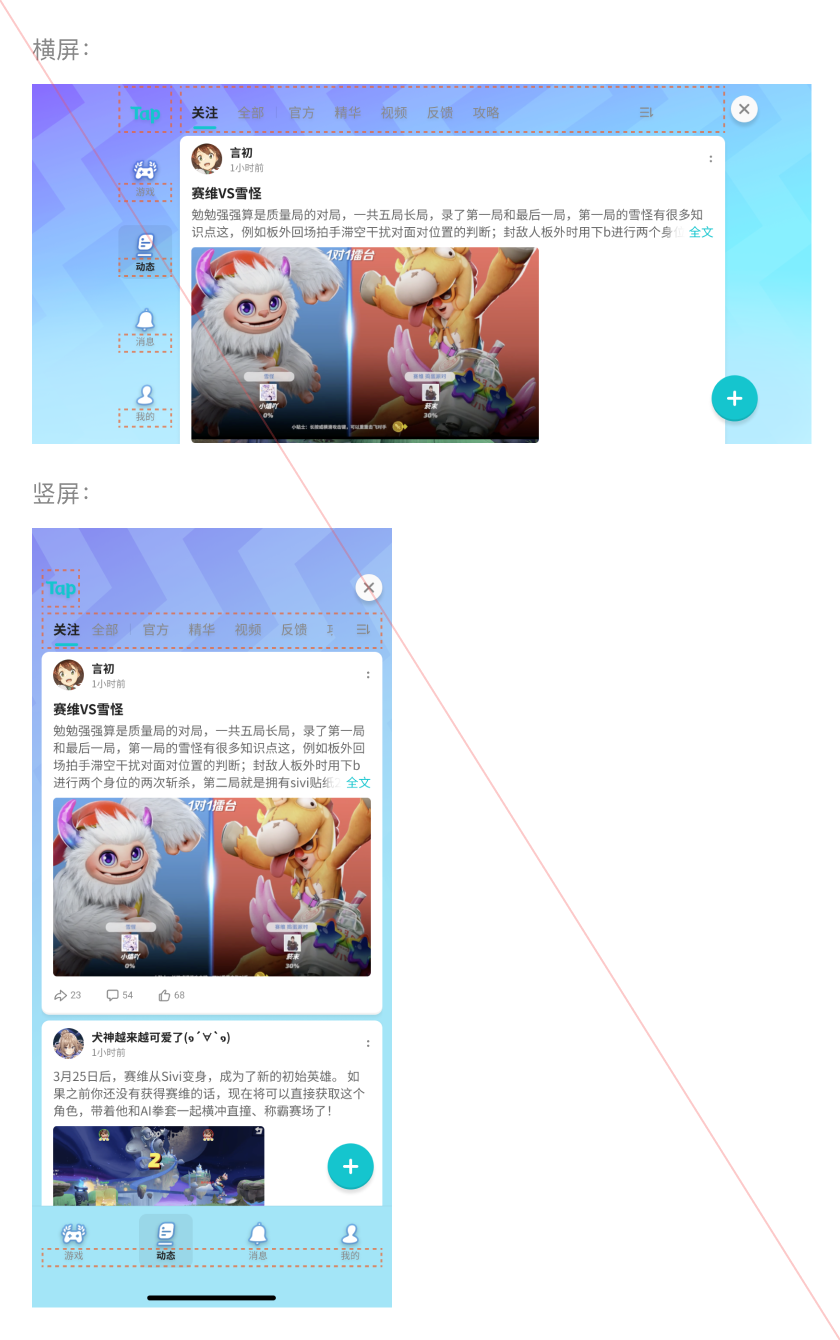 横屏：
Tap
关注 全部 官方 精华 视频 反馈 攻略
游戏
动态
消息
我的
言初
1小时前
赛维VS雪怪
勉勉强强算是质量局的对局，一共五局长局，录了第一局和最后一局，第一局的雪怪有很多知
识点这，例如板外回场拍手滞空干扰对面对位置的判断；封敌人板外时用下b进行两个身位 全文
1对1擂台
0%
30%
竖屏：
Tap
关注 全部 官方 精华 视频 反馈
言初
1小时前
赛维VS雪怪
勉勉强强算是质量局的对局，一共五局长局，录了第一局
和最后一局，第一局的雪怪有很多知识点这，例如板外回
场拍手滞空干扰对面对位置的判断；封敌人板外时用下b
进行两个身位的两次斩杀，第二局就是拥有sivi贴纸 全文
1对1擂台
0%
30%
23 54 68
犬神越来越可爱了(๑´∀`๑)
1小时前
3月25日后，赛维从Sivi变身，成为了新的初始英雄。 如
果之前你还没有获得赛维的话，现在将可以直接获取这个
角色，带着他和AI拳套一起横冲直撞、称霸赛场了！
2
游戏 动态 消息 我的